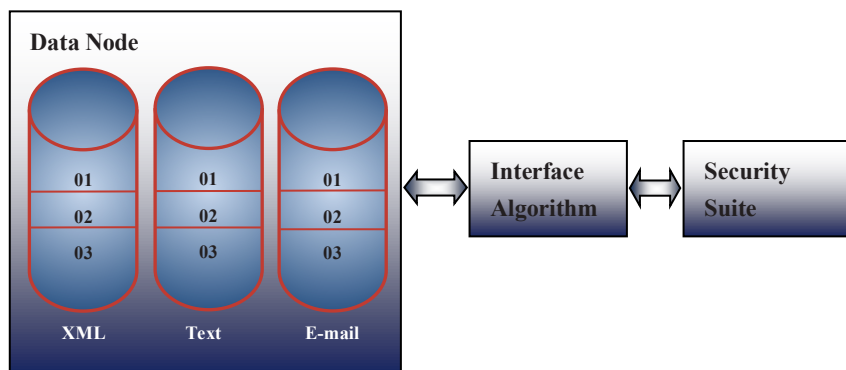 Data Node
01
02
03
XML
01
02
03
Text
01
02
03
E-mail
Interface
Algorithm
Security
Suite